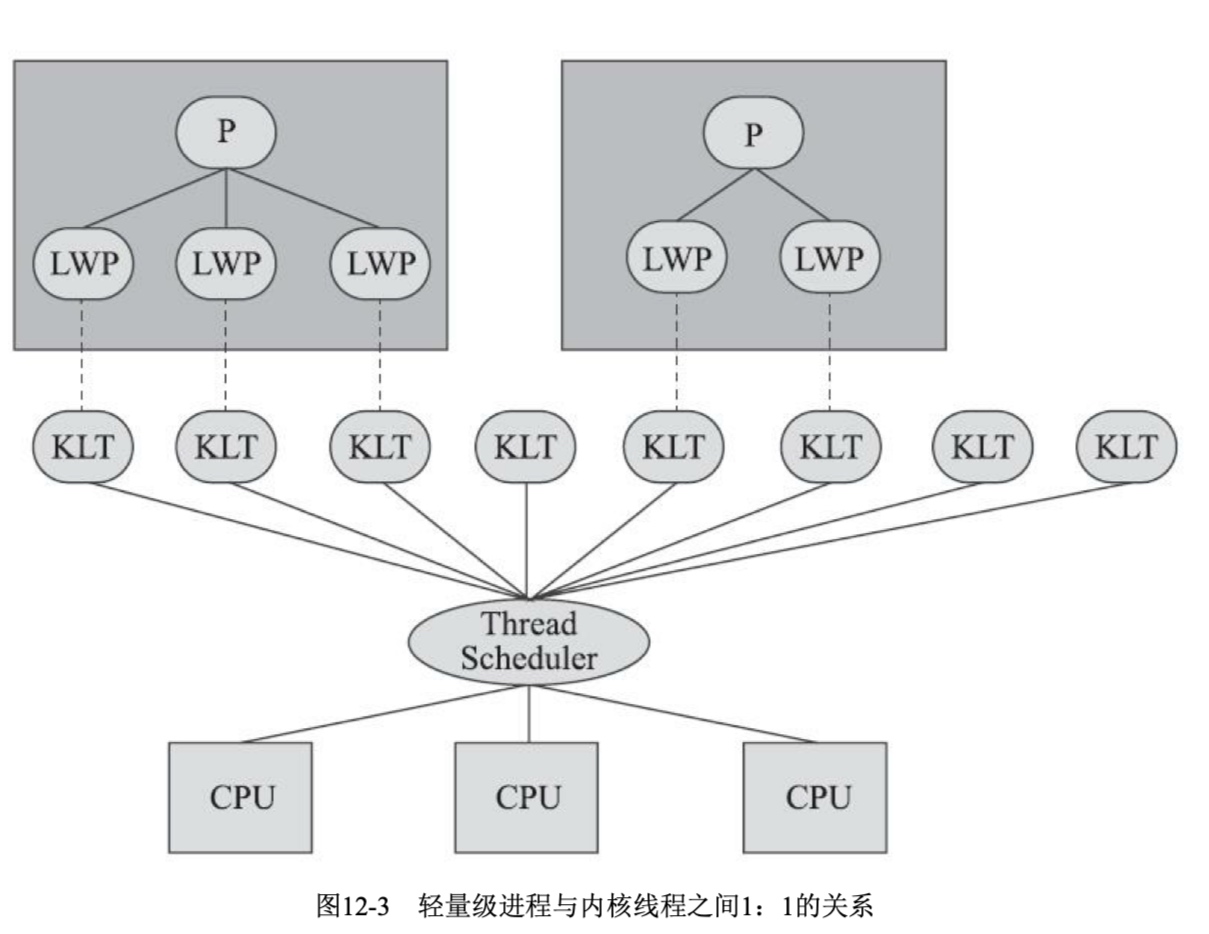 P
P
LWP
LWP
LWP
LWP
LWP
KLT
KLT
KLT
KLT
KLT
KLT
KLT
KLT
Thread
Scheduler
CPU
CPU
CPU
图12-3 轻量级进程与内核线程之间1：1的关系